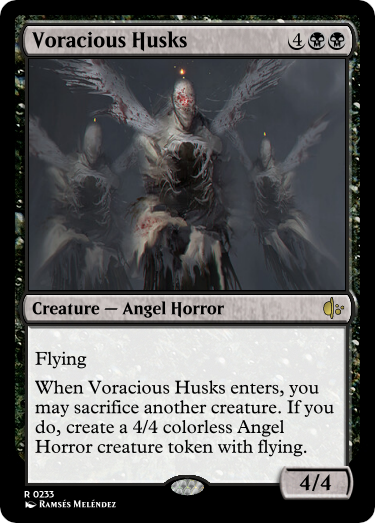 Voracious Husks 4
Creature — Angel Horror
Flying
When Voracious Husks enters, you
may sacrifice another creature. If you
do, create a 4/4 colorless Angel
Horror creature token with flying.
4/4
R 0233
Ramsés Meléndez